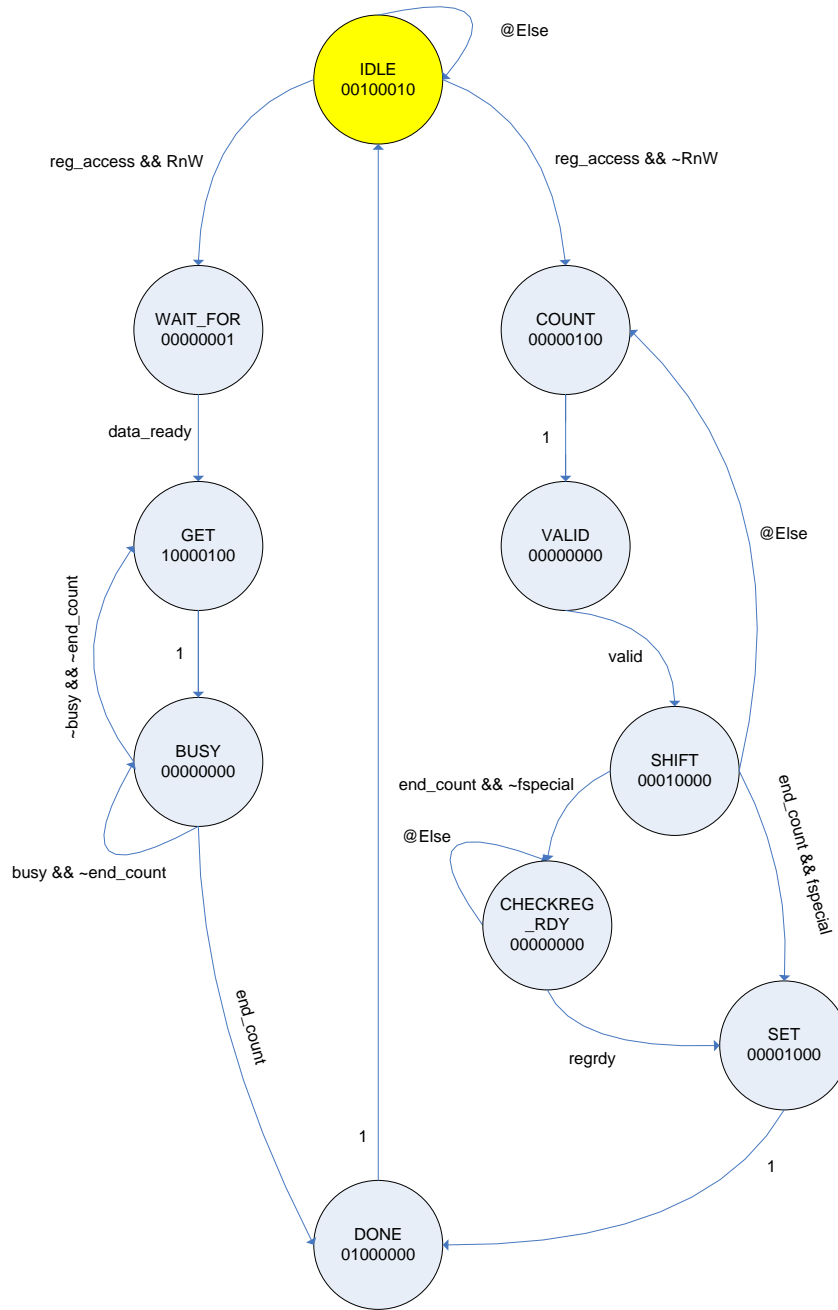 @Else
IDLE
00100010
reg_access && RnW
reg_access && ~RnW
WAIT_FOR
00000001
COUNT
00000100
data_ready
1
GET
10000100
VALID
00000000
@Else
~busy && ~end_count
1
valid
BUSY
00000000
SHIFT
00010000
end_count && ~fspecial
@Else
busy && ~end_count
end_count && fspecial
CHECKREG
_RDY
00000000
end_count
SET
00001000
regrdy
1
1
DONE
01000000